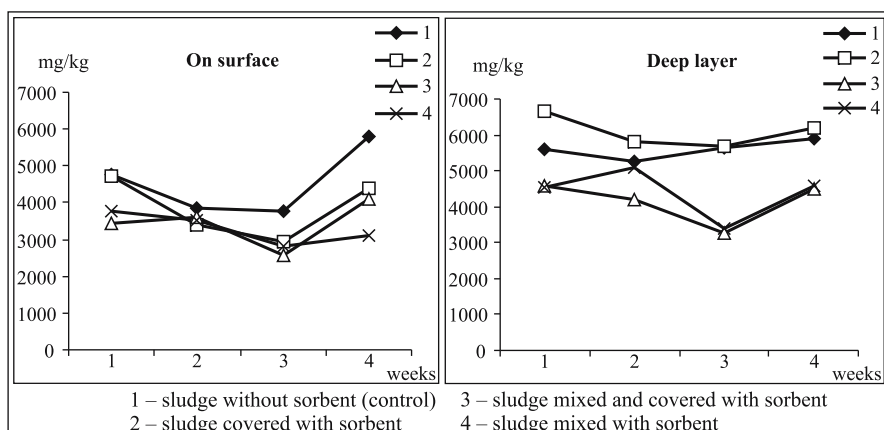 On surface
mg/kg
1
2
3
4
7000
6000
5000
4000
3000
2000
1000
0
1 2 3 4
weeks
Deep layer
mg/kg
1
2
3
4
7000
6000
5000
4000
3000
2000
1000
0
1 2 3 4
weeks
1 – sludge without sorbent (control)
2 – sludge covered with sorbent
3 – sludge mixed and covered with sorbent
4 – sludge mixed with sorbent